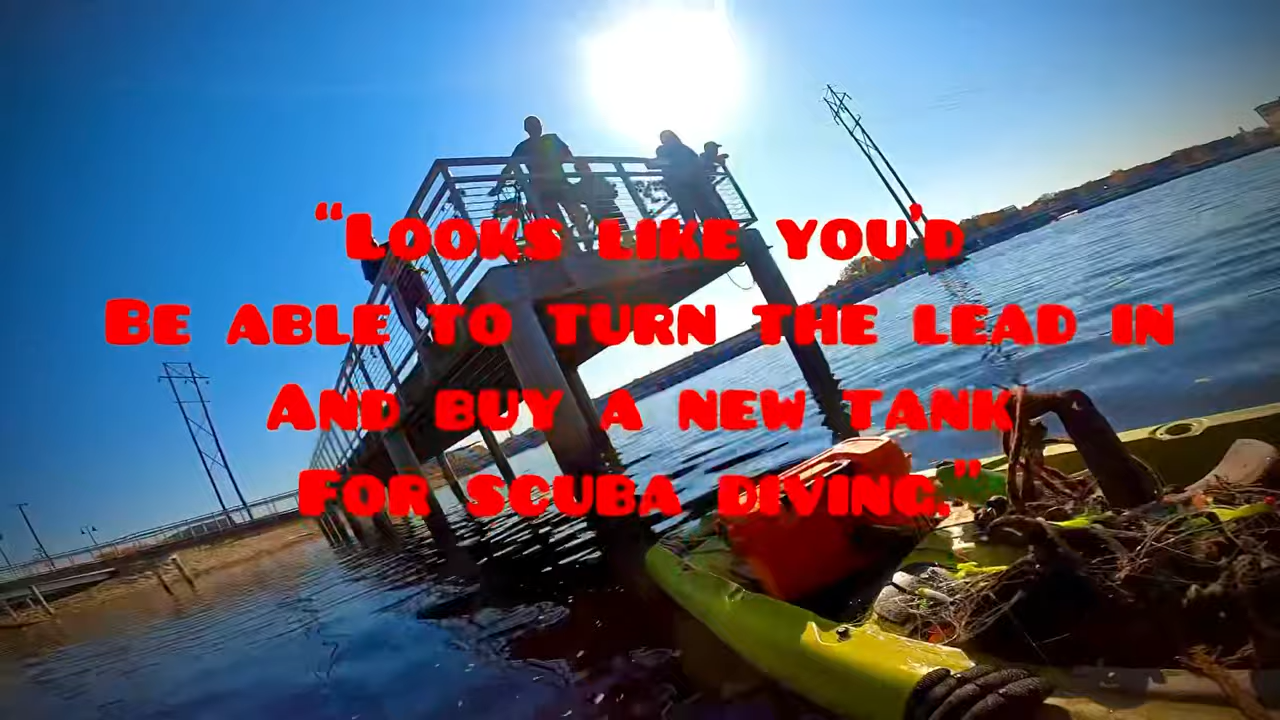 “Looks like you'd
Be able to turn the lead in
And buy a new tank
For scuba diving.”